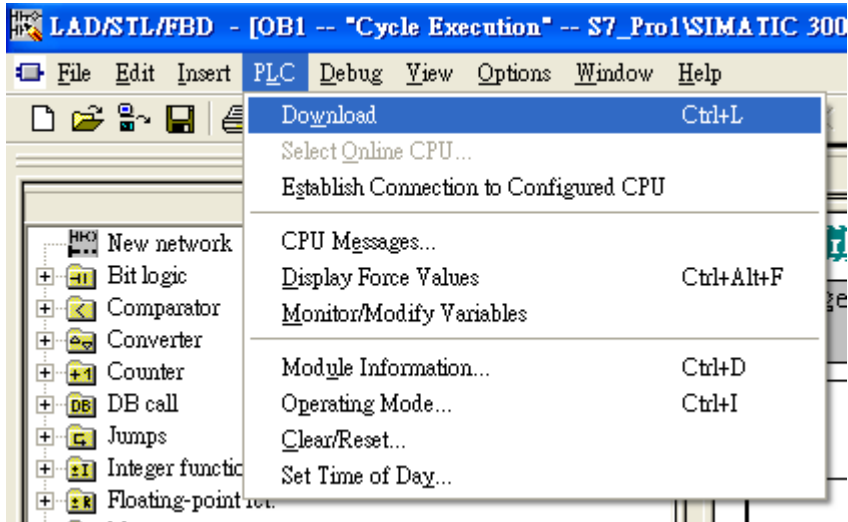 LAD/STL/FBD - [OB1 -- "Cycle Execution" -- S7_Pro1\SIMATIC 300
File Edit Insert PLC Debug View Options Window Help
Download Ctrl+L
Select Online CPU...
Establish Connection to Configured CPU
CPU Messages...
Display Force Values Ctrl+Alt+F
Monitor/Modify Variables
Module Information... Ctrl+D
Operating Mode... Ctrl+I
Clear/Reset...
Set Time of Day...
New network
Bit logic
Comparator
Converter
Counter
DB call
Jumps
Integer functio
Floating-point fct.